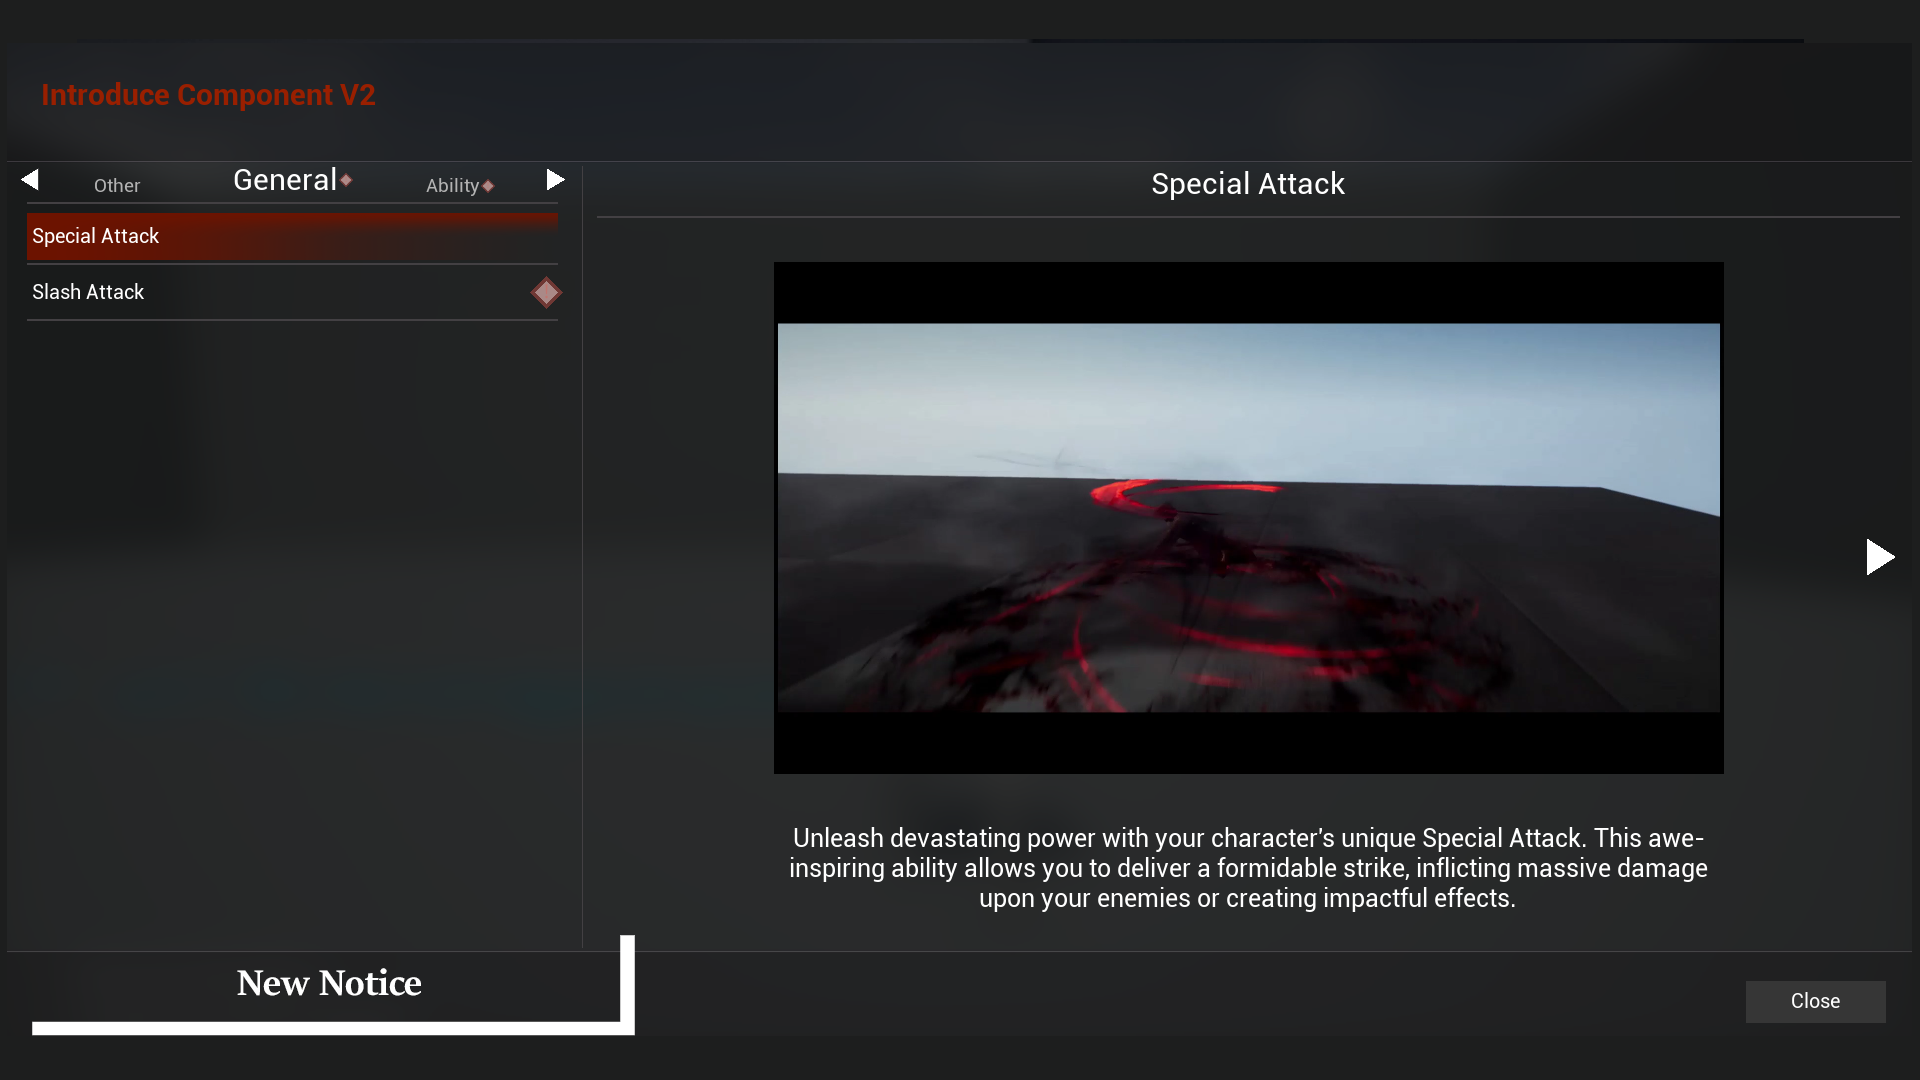 Introduce Component V2
Other
General
Ability
Special Attack
Slash Attack
Special Attack
Unleash devastating power with your character's unique Special Attack. This awe-
inspiring ability allows you to deliver a formidable strike, inflicting massive damage
upon your enemies or creating impactful effects.
New Notice
Close